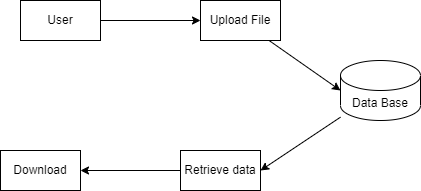 User
Upload File
Data Base
Retrieve data
Download